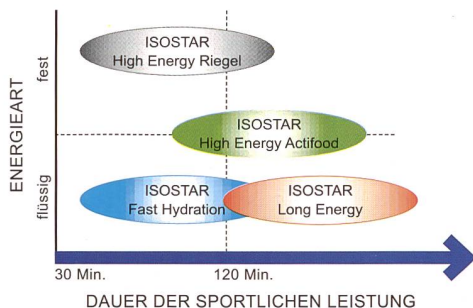 ISOSTAR
High Energy Riegel
ISOSTAR
High Energy Actifood
ISOSTAR
Fast Hydration
ISOSTAR
Long Energy
ENERGIEART
fest
flüssig
30 Min.
120 Min.
DAUER DER SPORTLICHEN LEISTUNG